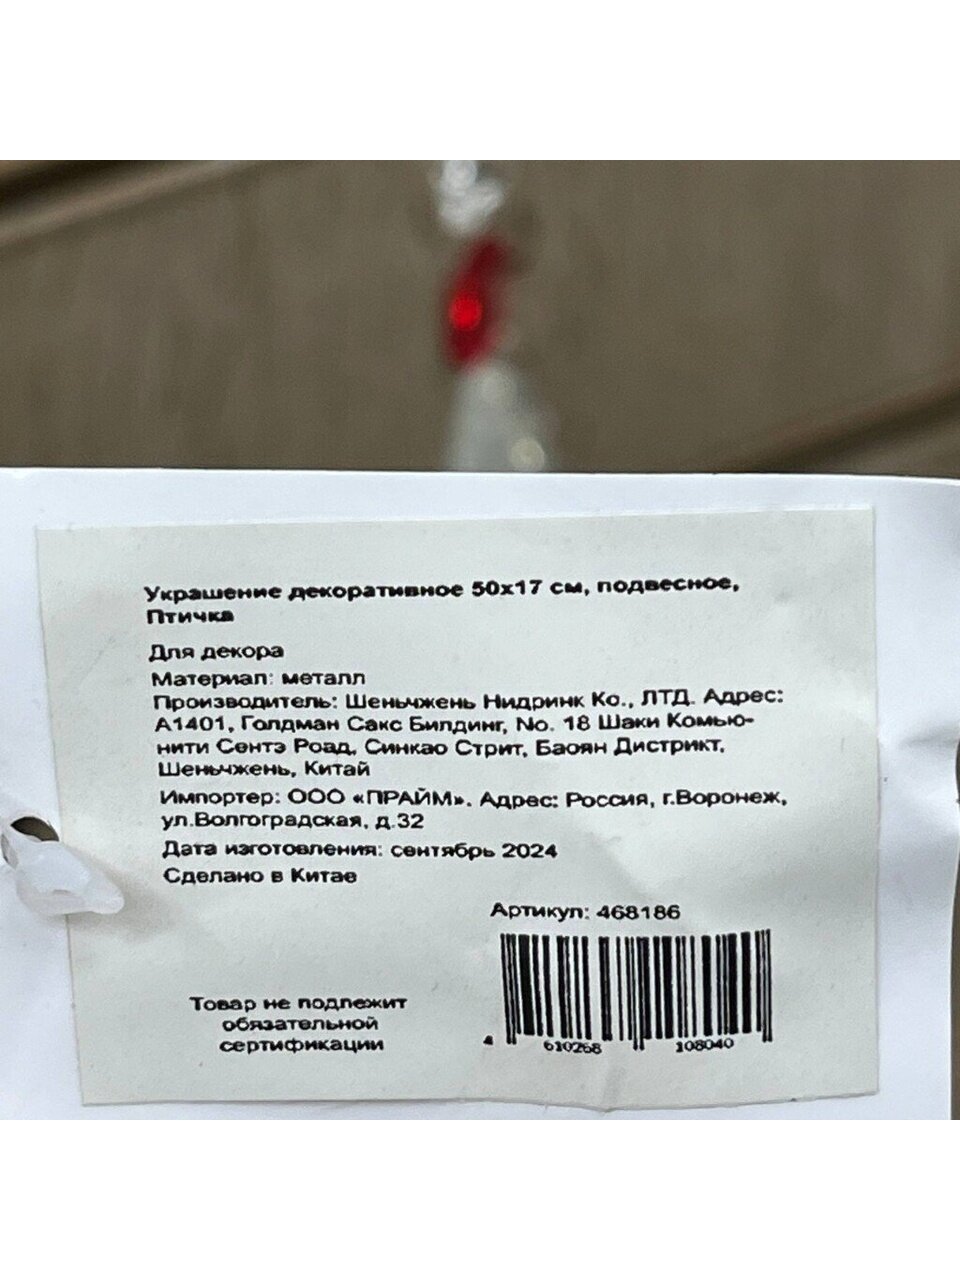 Украшение декоративное 50x17 см, подвесное,
Птичка
Для декора
Материал: металл
Производитель: Шеньчжень Нидринк Ко., ЛТД. Адрес:
А1401, Голдман Сакс Билдинг, No. 18 Шаки Комью-
нити Сентэ Роад, Синкао Стрит, Баоян Дистрикт,
Шеньчжень, Китай
Импортер: ООО «ПРАЙМ». Адрес: Россия, г.Воронеж,
ул.Волгоградская, д.32
Дата изготовления: сентябрь 2024
Сделано в Китае
Артикул: 468186
Товар не подлежит
обязательной
сертификации
4 610268 108040